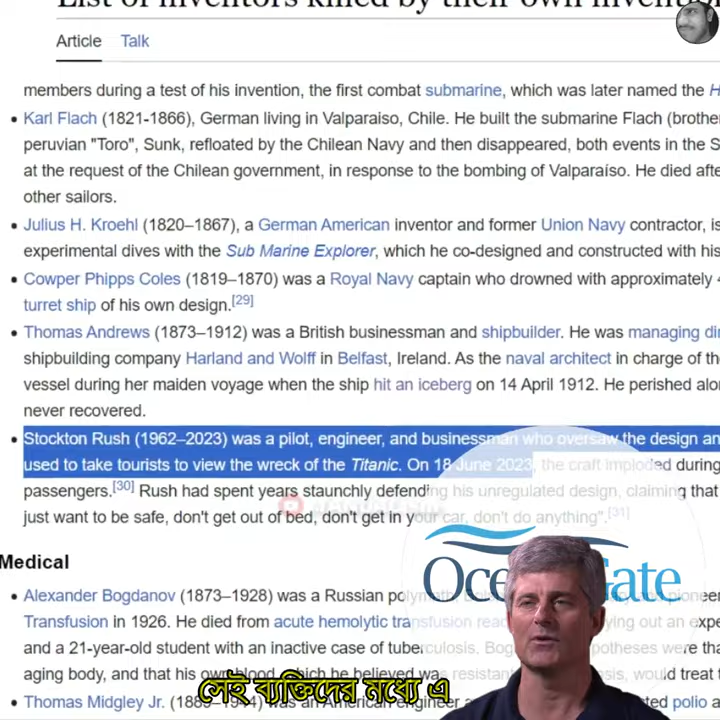 List of inventors killed by their own invention
Article Talk
members during a test of his invention, the first combat submarine, which was later named the H
Karl Flach (1821-1866), German living in Valparaiso, Chile. He built the submarine Flach (brother
peruvian "Toro", Sunk, refloated by the Chilean Navy and then disappeared, both events in the S
at the request of the Chilean government, in response to the bombing of Valparaíso. He died afte
other sailors.
Julius H. Kroehl (1820–1867), a German American inventor and former Union Navy contractor, is
experimental dives with the Sub Marine Explorer, which he co-designed and constructed with his
Cowper Phipps Coles (1819–1870) was a Royal Navy captain who drowned with approximately 4
turret ship of his own design.[29]
Thomas Andrews (1873–1912) was a British businessman and shipbuilder. He was managing dir
shipbuilding company Harland and Wolff in Belfast, Ireland. As the naval architect in charge of the
vessel during her maiden voyage when the ship hit an iceberg on 14 April 1912. He perished alon
never recovered.
Stockton Rush (1962–2023) was a pilot, engineer, and businessman who oversaw the design an
used to take tourists to view the wreck of the Titanic. On 18 June 2023, the craft imploded during
passengers.[30] Rush had spent years staunchly defending his unregulated design, claiming that
just want to be safe, don't get out of bed, don't get in your car, don't do anything".[31]
Medical
OceanGate
Alexander Bogdanov (1873–1928) was a Russian polymath,
Transfusion in 1926. He died from acute hemolytic transfusion
and a 21-year-old student with an inactive case of tuberculosis.
aging body, and that his own blood, which he believed was resistant
Thomas Midgley Jr. (1889–1944) was an American engineer
সেই ব্যক্তিদের মধ্যে এ